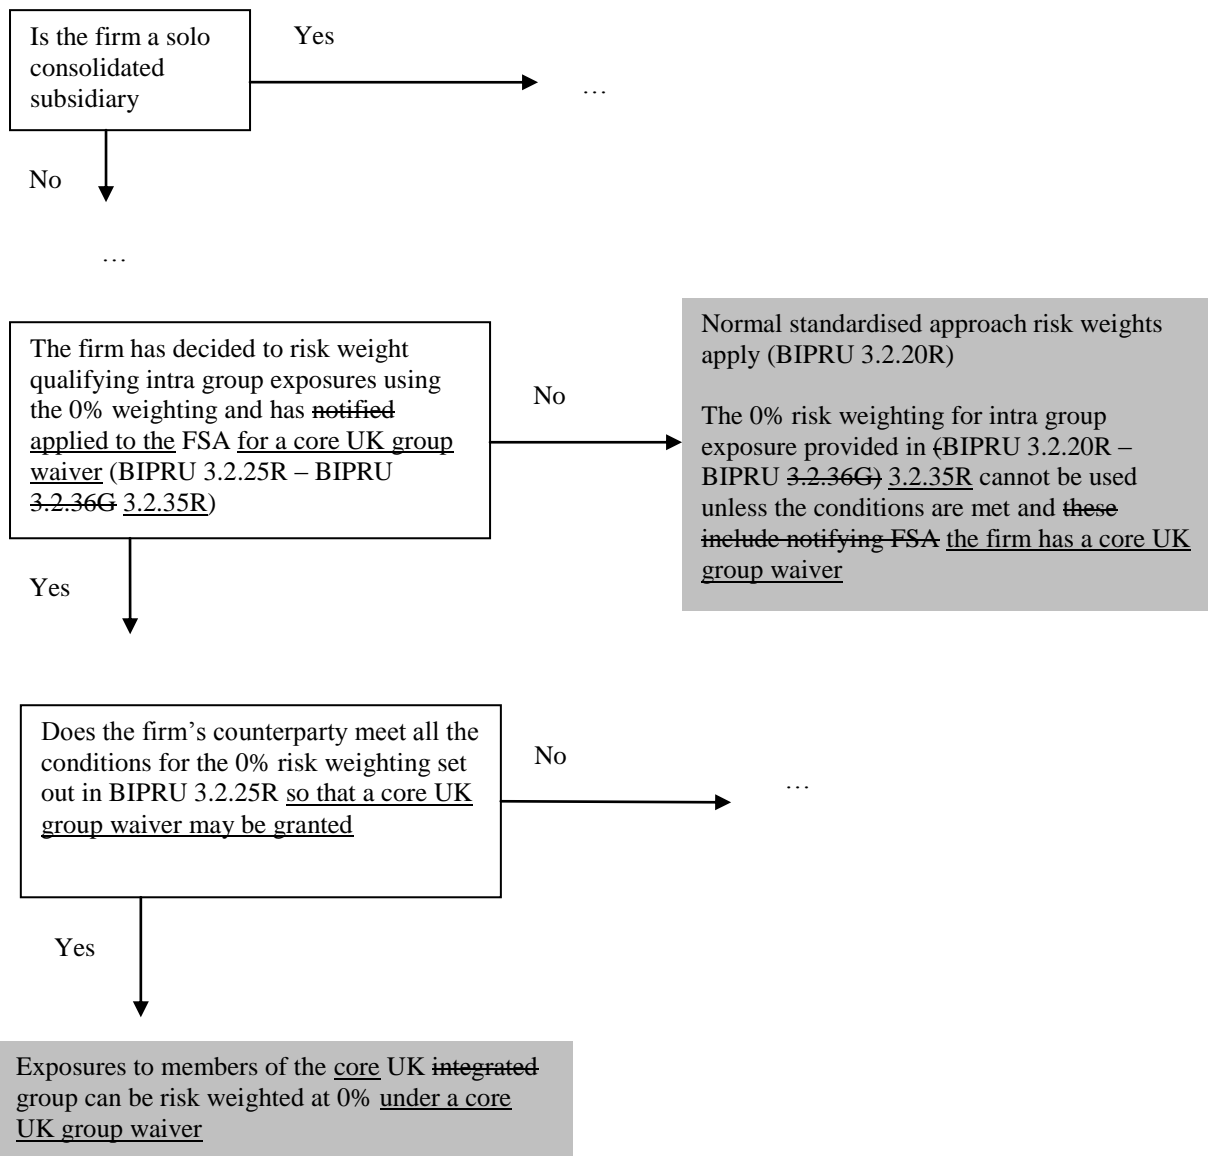 Is the firm a solo
consolidated
subsidiary
Yes
…
No
…
The firm has decided to risk weight
qualifying intra group exposures using
the 0% weighting and has notified
applied to the FSA for a core UK group
waiver (BIPRU 3.2.25R – BIPRU
3.2.36G 3.2.35R)
No
Normal standardised approach risk weights
apply (BIPRU 3.2.20R)
The 0% risk weighting for intra group
exposure provided in (BIPRU 3.2.20R –
BIPRU 3.2.36G) 3.2.35R cannot be used
unless the conditions are met and these
include notifying FSA the firm has a core UK
group waiver
Yes
Does the firm’s counterparty meet all the
conditions for the 0% risk weighting set
out in BIPRU 3.2.25R so that a core UK
group waiver may be granted
No
…
Yes
Exposures to members of the core UK integrated
group can be risk weighted at 0% under a core
UK group waiver